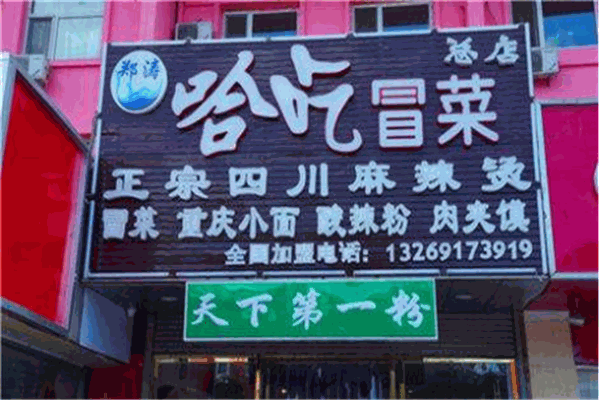 郑涛
总店
哈吃冒菜
正宗四川麻辣烫
冒菜 重庆小面 酸辣粉 肉夹馍
全国加盟电话：13269173919
天下第一粉